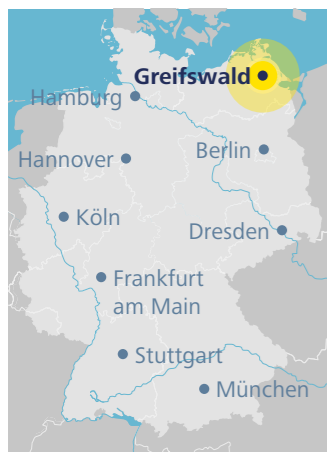 Greifswald
Hamburg
Hannover
Berlin
Köln
Dresden
Frankfurt
am Main
Stuttgart
München